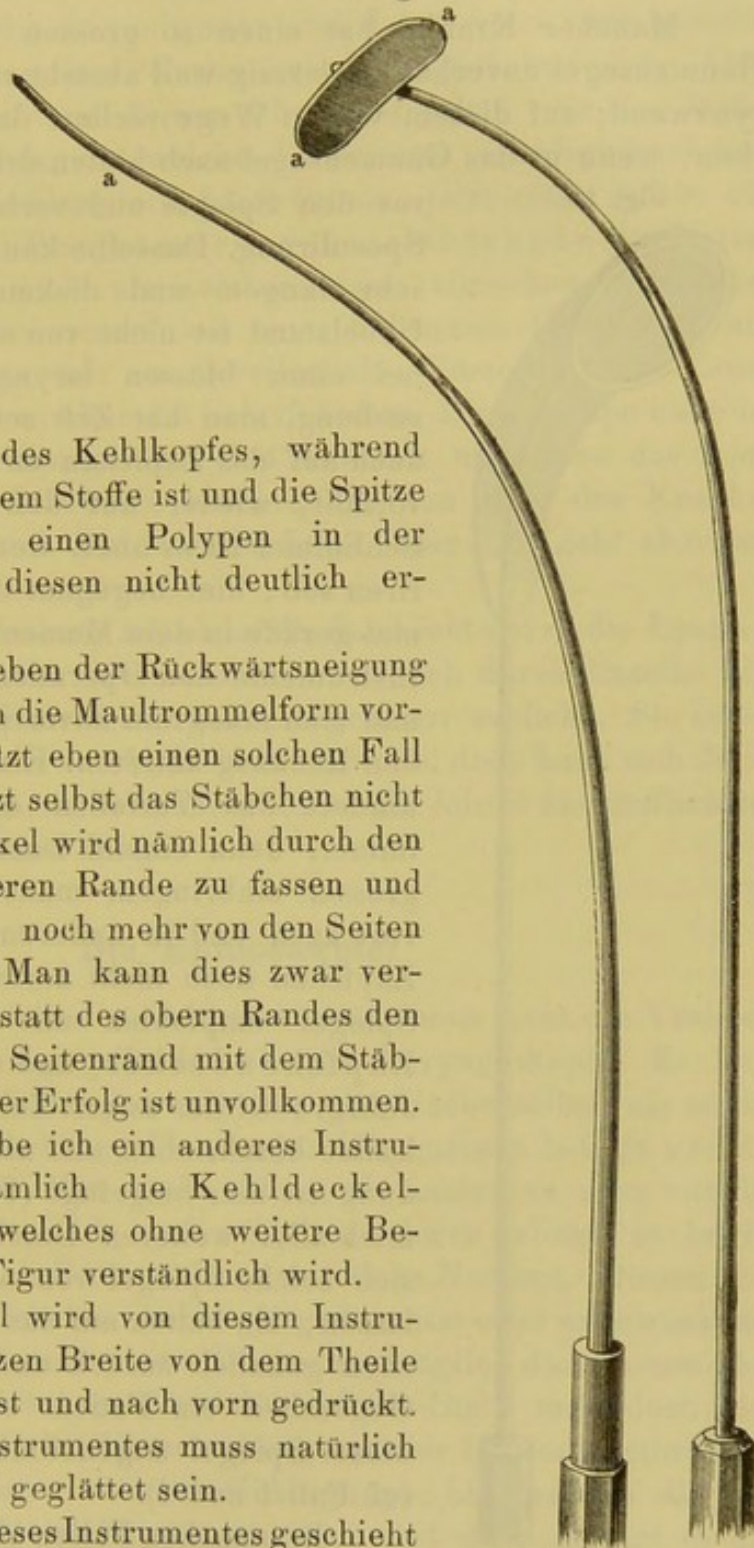 a
a
a
des Kehlkopfes, während
em Stoffe ist und die Spitze
einen Polypen in der
diesen nicht deutlich er-
eben der Rückwärtsneigung
die Maultrommelform vor-
tzt eben einen solchen Fall
zt selbst das Stäbchen nicht
kel wird nämlich durch den
eren Rande zu fassen und
noch mehr von den Seiten
Man kann dies zwar ver-
statt des obern Randes den
Seitenrand mit dem Stäb-
er Erfolg ist unvollkommen.
be ich ein anderes Instru-
ämlich die Kehldeckel-
welches ohne weitere Be-
Figur verständlich wird.
l wird von diesem Instru-
zen Breite von dem Theile
st und nach vorn gedrückt.
nstrumentes muss natürlich
geglättet sein.
eses Instrumentes geschieht